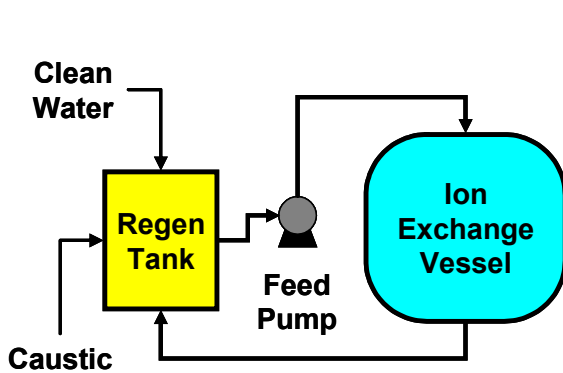 Clean
Water
Regen
Tank
Ion
Exchange
Vessel
Feed
Pump
Caustic